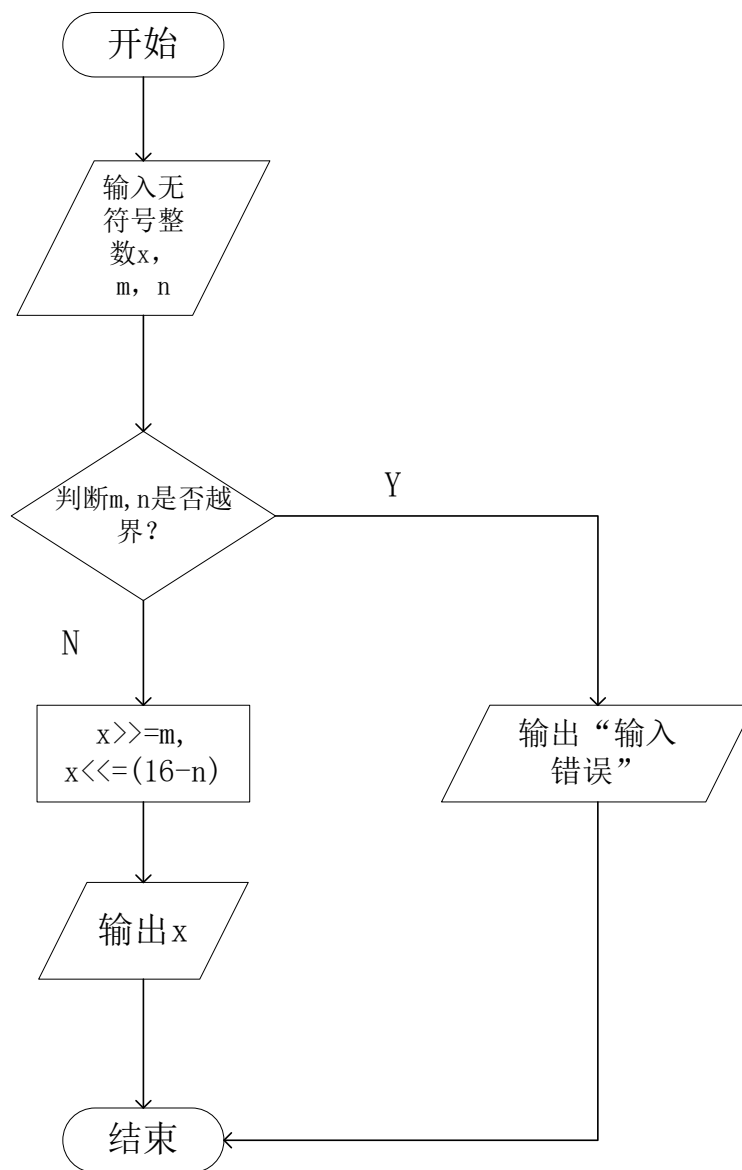 开始
输入无
符号整
数x，
m，n
判断m,n是否越
界？
Y
N
x>>=m,
x<<=(16-n)
输出“输入
错误”
输出x
结束